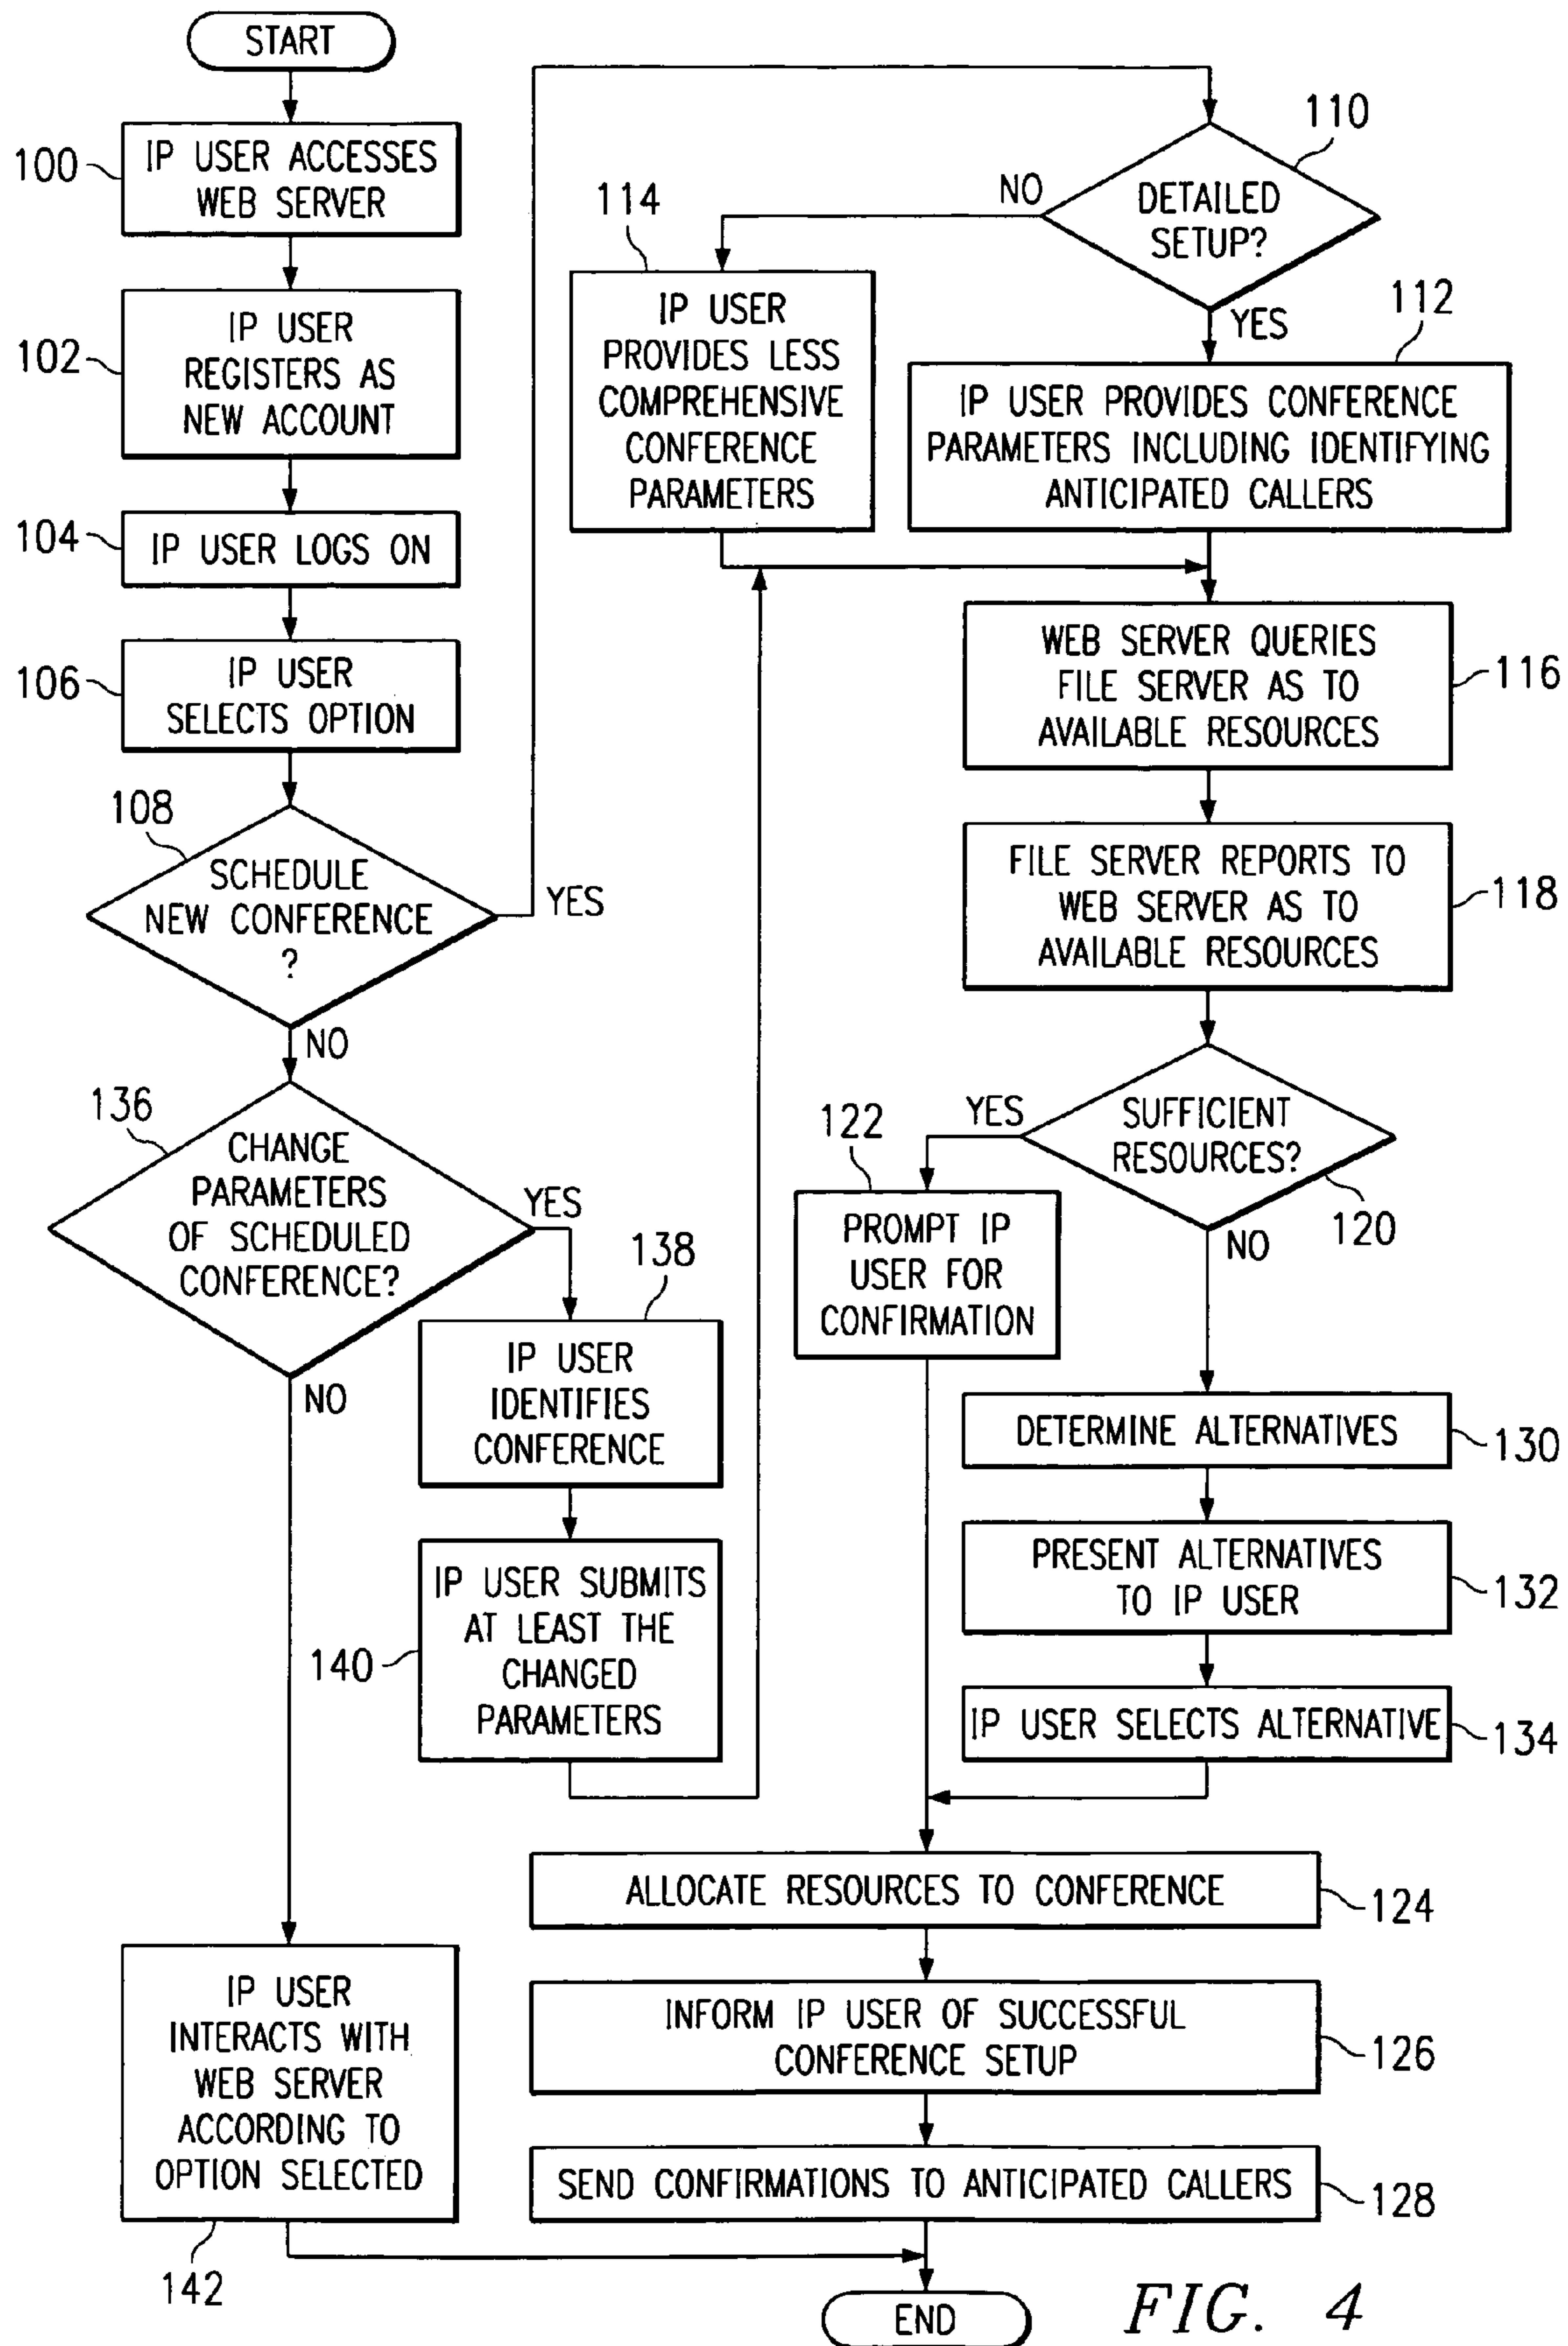 START
100
IP USER ACCESSES
WEB SERVER
102
IP USER
REGISTERS AS
NEW ACCOUNT
104
IP USER LOGS ON
106
IP USER
SELECTS OPTION
108
SCHEDULE
NEW CONFERENCE
?
YES
NO
110
DETAILED
SETUP?
NO
YES
114
IP USER
PROVIDES LESS
COMPREHENSIVE
CONFERENCE
PARAMETERS
112
IP USER PROVIDES CONFERENCE
PARAMETERS INCLUDING IDENTIFYING
ANTICIPATED CALLERS
WEB SERVER QUERIES
FILE SERVER AS TO
AVAILABLE RESOURCES
116
FILE SERVER REPORTS TO
WEB SERVER AS TO
AVAILABLE RESOURCES
118
SUFFICIENT
RESOURCES?
120
YES
NO
122
PROMPT IP
USER FOR
CONFIRMATION
DETERMINE ALTERNATIVES
130
PRESENT ALTERNATIVES
TO IP USER
132
IP USER SELECTS ALTERNATIVE
134
136
CHANGE
PARAMETERS
OF SCHEDULED
CONFERENCE?
YES
NO
138
IP USER
IDENTIFIES
CONFERENCE
140
IP USER SUBMITS
AT LEAST THE
CHANGED
PARAMETERS
ALLOCATE RESOURCES TO CONFERENCE
124
INFORM IP USER OF SUCCESSFUL
CONFERENCE SETUP
126
SEND CONFIRMATIONS TO ANTICIPATED CALLERS
128
IP USER
INTERACTS WITH
WEB SERVER
ACCORDING TO
OPTION SELECTED
142
END
FIG. 4